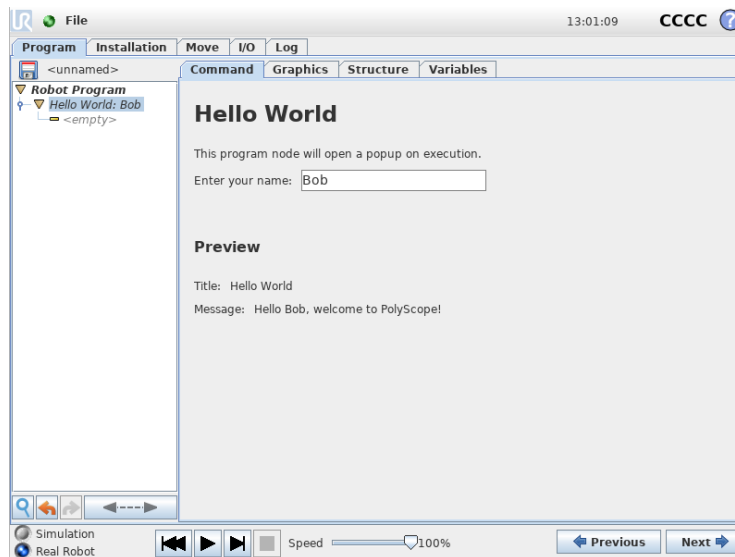 UR File 13:01:09 CCCC ?
Program Installation Move I/O Log
<unnamed> Command Graphics Structure Variables
Robot Program
Hello World: Bob
<empty>
Hello World
This program node will open a popup on execution.
Enter your name: Bob
Preview
Title: Hello World
Message: Hello Bob, welcome to PolyScope!
Simulation
Real Robot
Speed 100% Previous Next